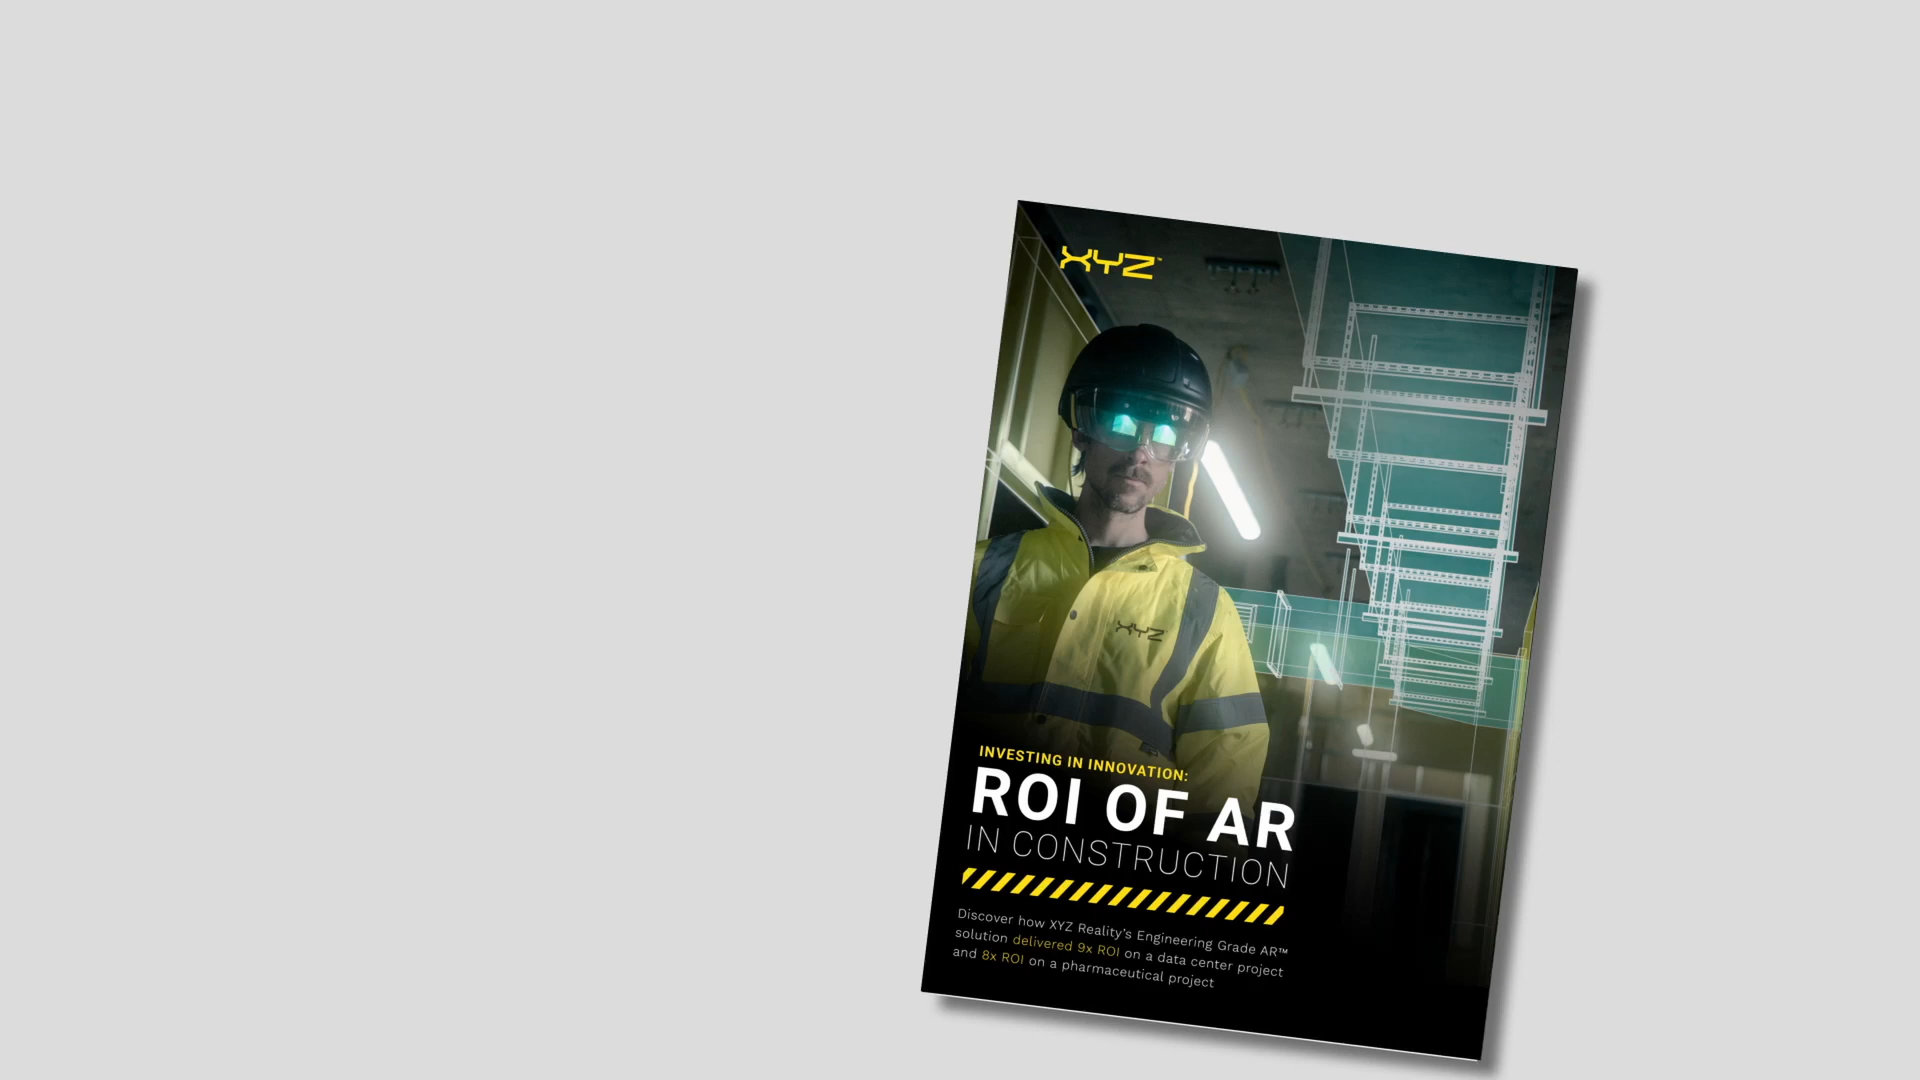 XYZ™
XYZ
INVESTING IN INNOVATION:
ROI OF AR
IN CONSTRUCTION
Discover how XYZ Reality's Engineering Grade AR™
solution delivered 9x ROI on a data center project
and 8x ROI on a pharmaceutical project